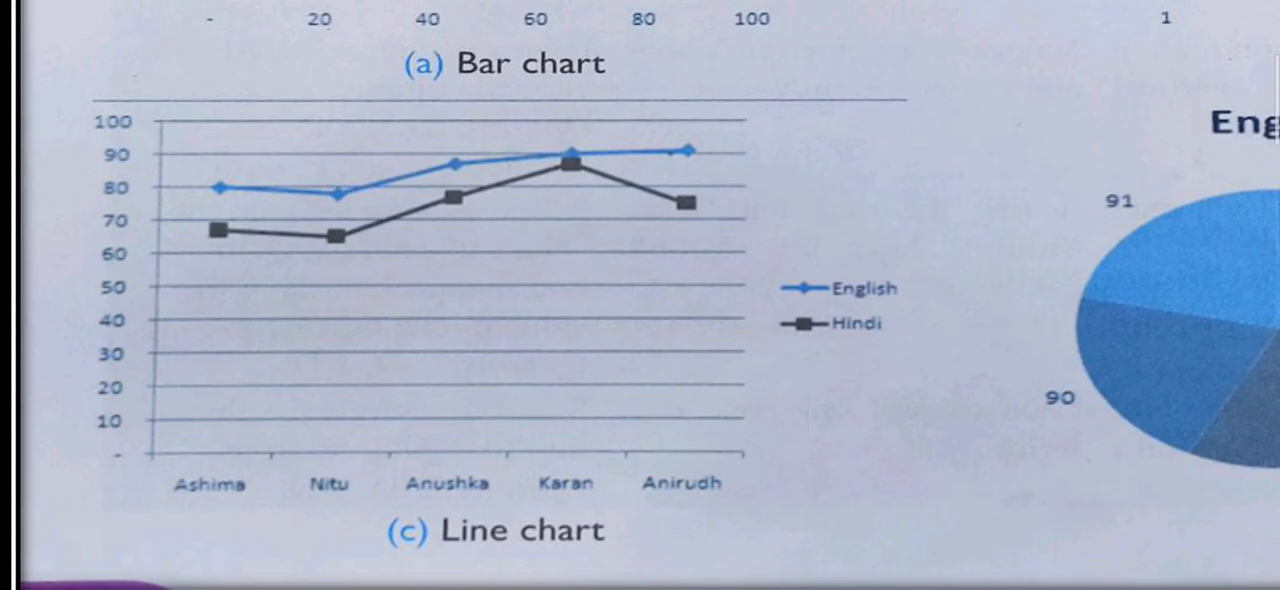 - 20 40 60 80 100
1
(a) Bar chart
100
90
80
70
60
50
40
30
20
10
-
Ashima Nitu Anushka Karan Anirudh
English
Hindi
(c) Line chart
Eng
91
90